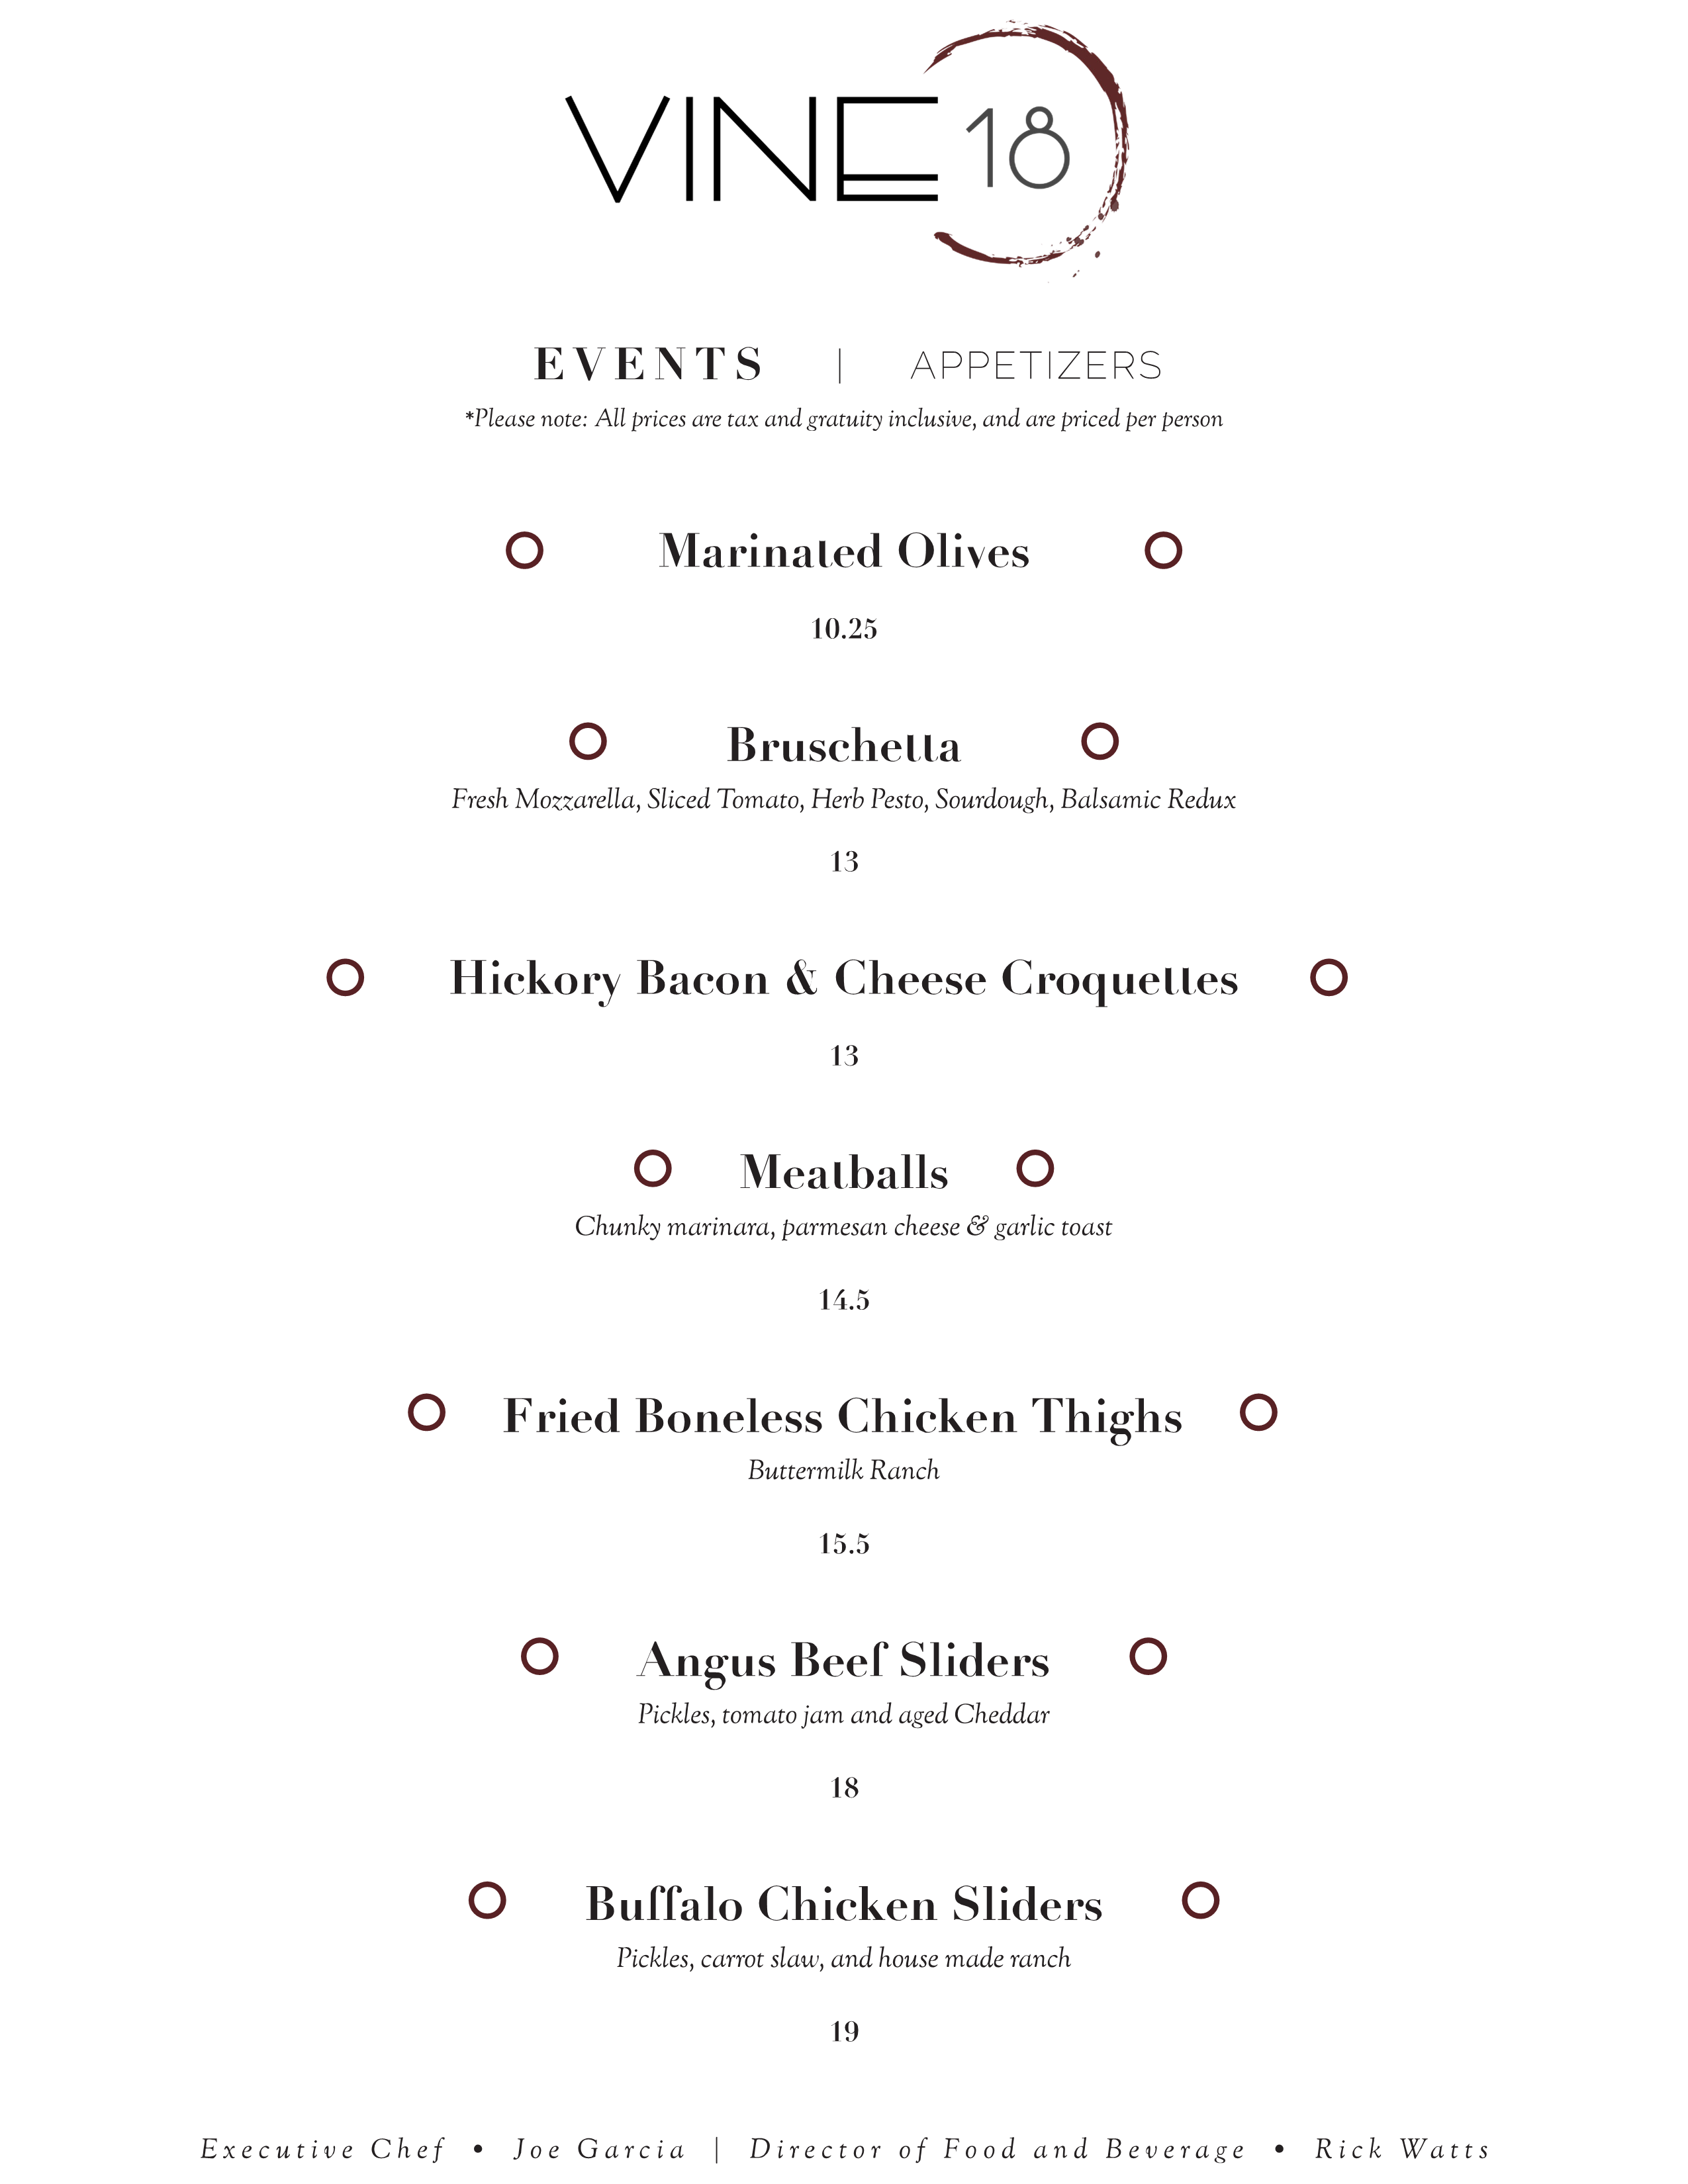 VINE 18
EVENTS | APPETIZERS
*Please note: All prices are tax and gratuity inclusive, and are priced per person
Marinated Olives
10.25
Bruschetta
Fresh Mozzarella, Sliced Tomato, Herb Pesto, Sourdough, Balsamic Redux
13
Hickory Bacon & Cheese Croquettes
13
Meatballs
Chunky marinara, parmesan cheese & garlic toast
14.5
Fried Boneless Chicken Thighs
Buttermilk Ranch
15.5
Angus Beef Sliders
Pickles, tomato jam and aged Cheddar
18
Buffalo Chicken Sliders
Pickles, carrot slaw, and house made ranch
19
Executive Chef • Joe Garcia | Director of Food and Beverage • Rick Watts